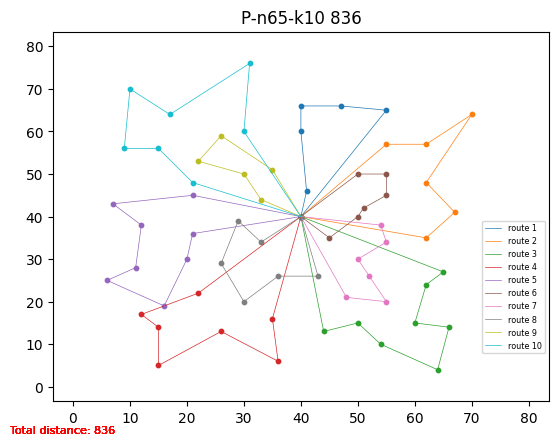 P-n65-k10 836
80
70
60
50
40
30
20
10
0
route 1
route 2
route 3
route 4
route 5
route 6
route 7
route 8
route 9
route 10
0 10 20 30 40 50 60 70 80
Total distance: 836